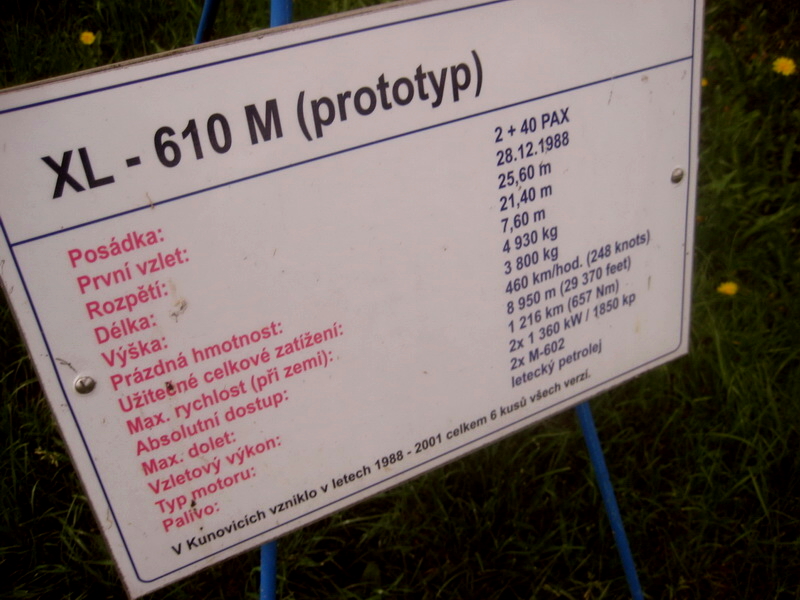 XL - 610 M (prototyp)
Posádka: 2 + 40 PAX
První vzlet: 28.12.1988
Rozpětí: 25,60 m
Délka: 21,40 m
Výška: 7,60 m
Prázdná hmotnost: 4 930 kg
Užitečné celkové zatížení: 3 800 kg
Max. rychlost (při zemi): 460 km/hod. (248 knots)
Absolutní dostup: 8 950 m (29 370 feet)
Max. dolet: 1 216 km (657 Nm)
Vzletový výkon: 2x 1 360 kW / 1850 kp
Typ motoru: 2x M-602
Palivo: letecký petrolej
V Kunovicích vzniklo v letech 1988 - 2001 celkem 6 kusů všech verzí.